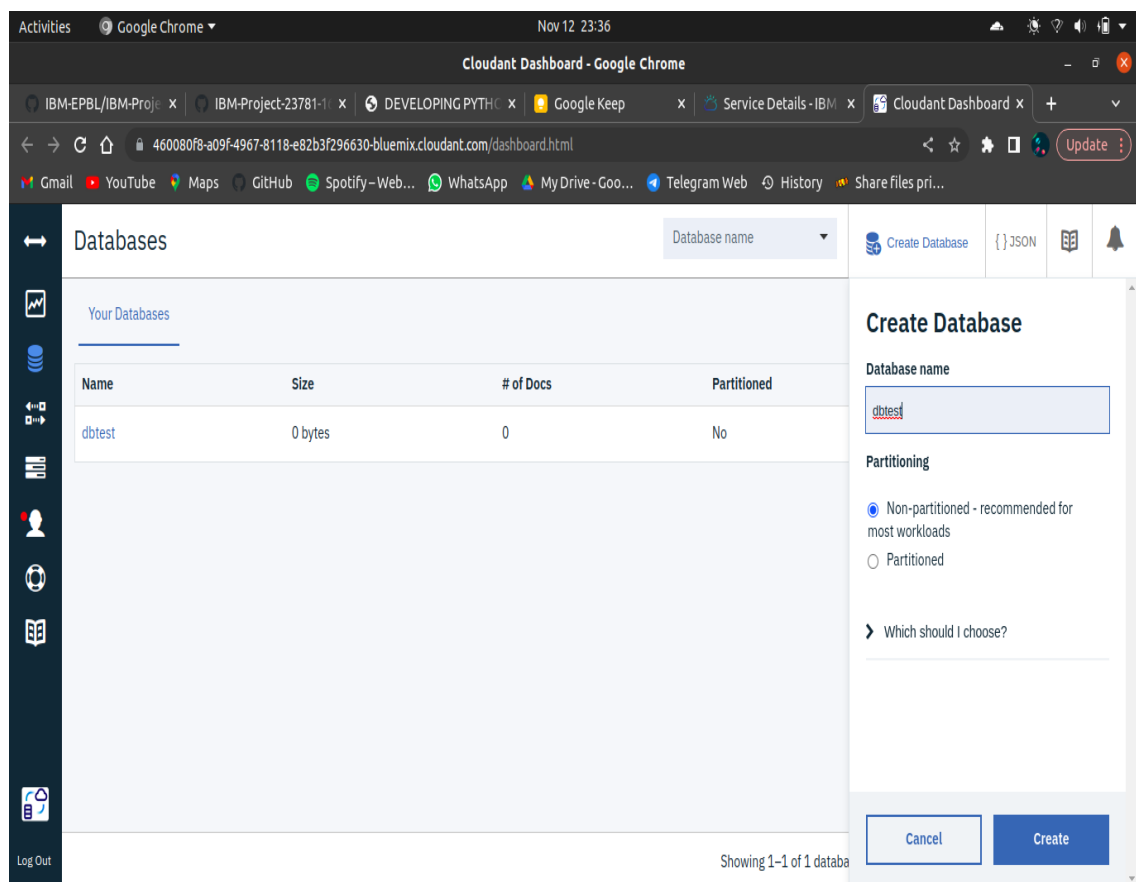 Activities Google Chrome Nov 12 23:36
Cloudant Dashboard - Google Chrome
IBM-EPBL/IBM-Proje IBM-Project-23781-1 DEVELOPING PYTHO Google Keep Service Details - IBM Cloudant Dashboard
460080f8-a09f-4967-8118-e82b3f296630-bluemix.cloudant.com/dashboard.html Update
Gmail YouTube Maps GitHub Spotify – Web... WhatsApp My Drive - Goo... Telegram Web History Share files pri...
Databases Database name Create Database { } JSON
Your Databases
Name Size # of Docs Partitioned
dbtest 0 bytes 0 No
Showing 1–1 of 1 databa
Log Out
Create Database
Database name
dbtest
Partitioning
Non-partitioned - recommended for
most workloads
Partitioned
Which should I choose?
Cancel Create